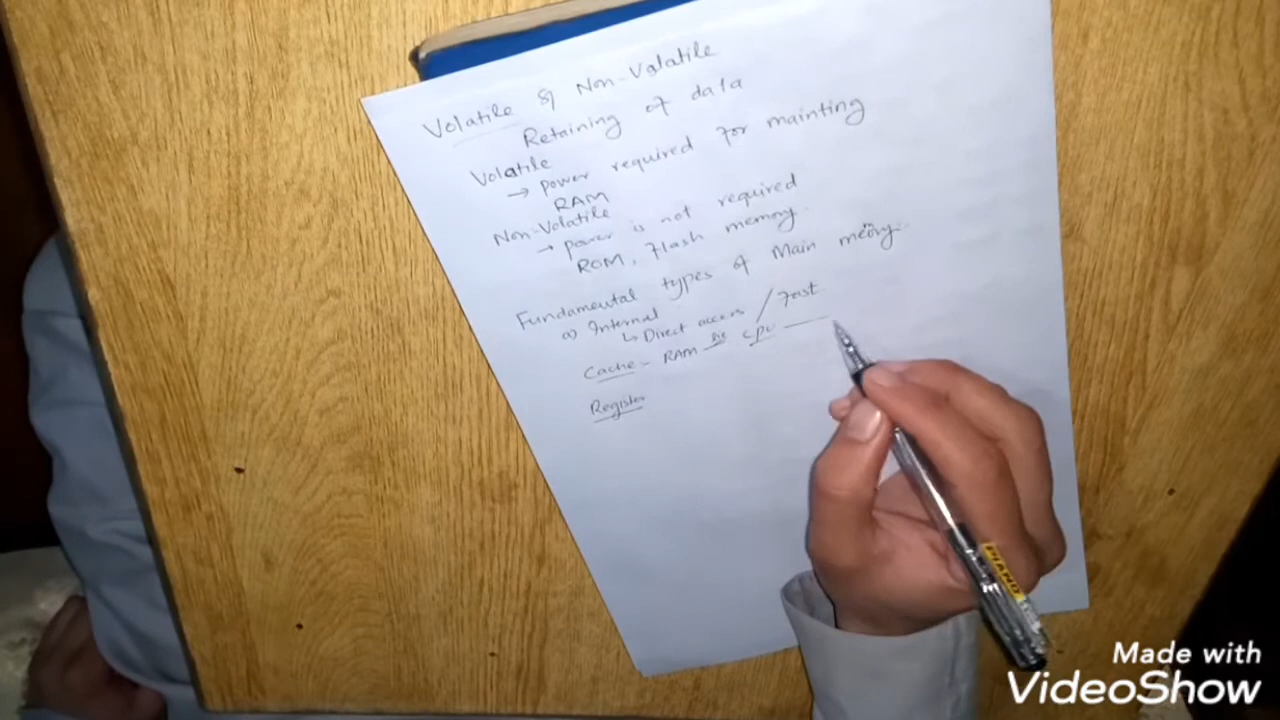 Volatile & Non-Volatile
Retaining of data
Volatile
→ power required for mainting
RAM
Non-Volatile
→ power is not required
ROM, Flash memory.
Fundamental types of Main
a) Internal
↳ Direct access / Fast
Cache - RAM CPU
Register
PIANO
Made with
VideoShow